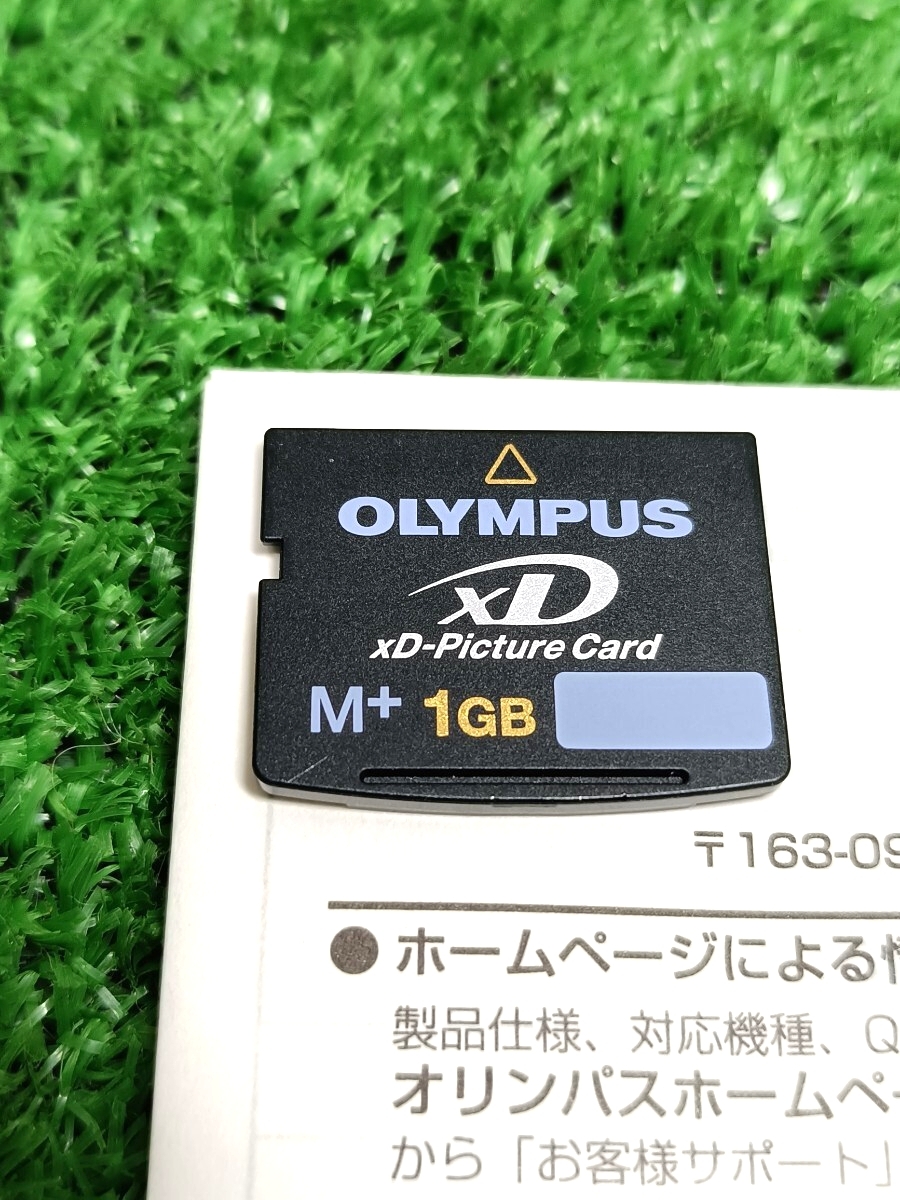 OLYMPUS
xD
xD-Picture Card
M+ 1GB
〒163-09
● ホームページによる
製品仕様、対応機種、Q
オリンパスホームペー
から「お客様サポート」